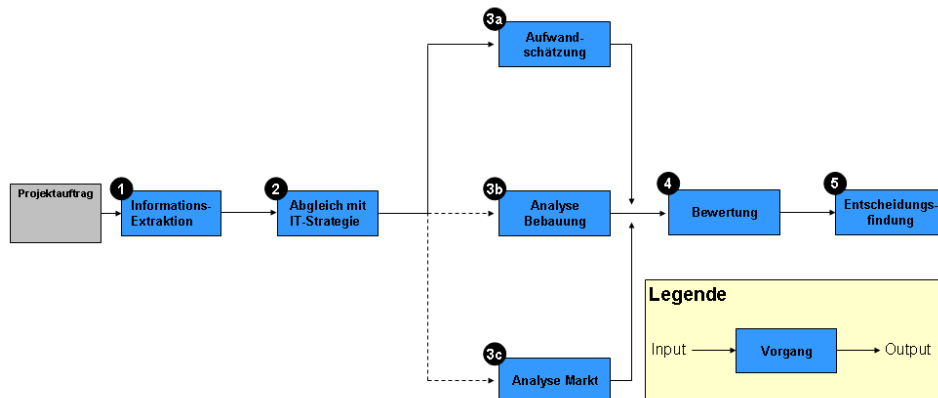 3a
Aufwand-
schätzung
Projektauftrag
1
Informations-
Extraktion
2
Abgleich mit
IT-Strategie
3b
Analyse
Bebauung
4
Bewertung
5
Entscheidungs-
findung
3c
Analyse Markt
Legende
Input
Vorgang
Output